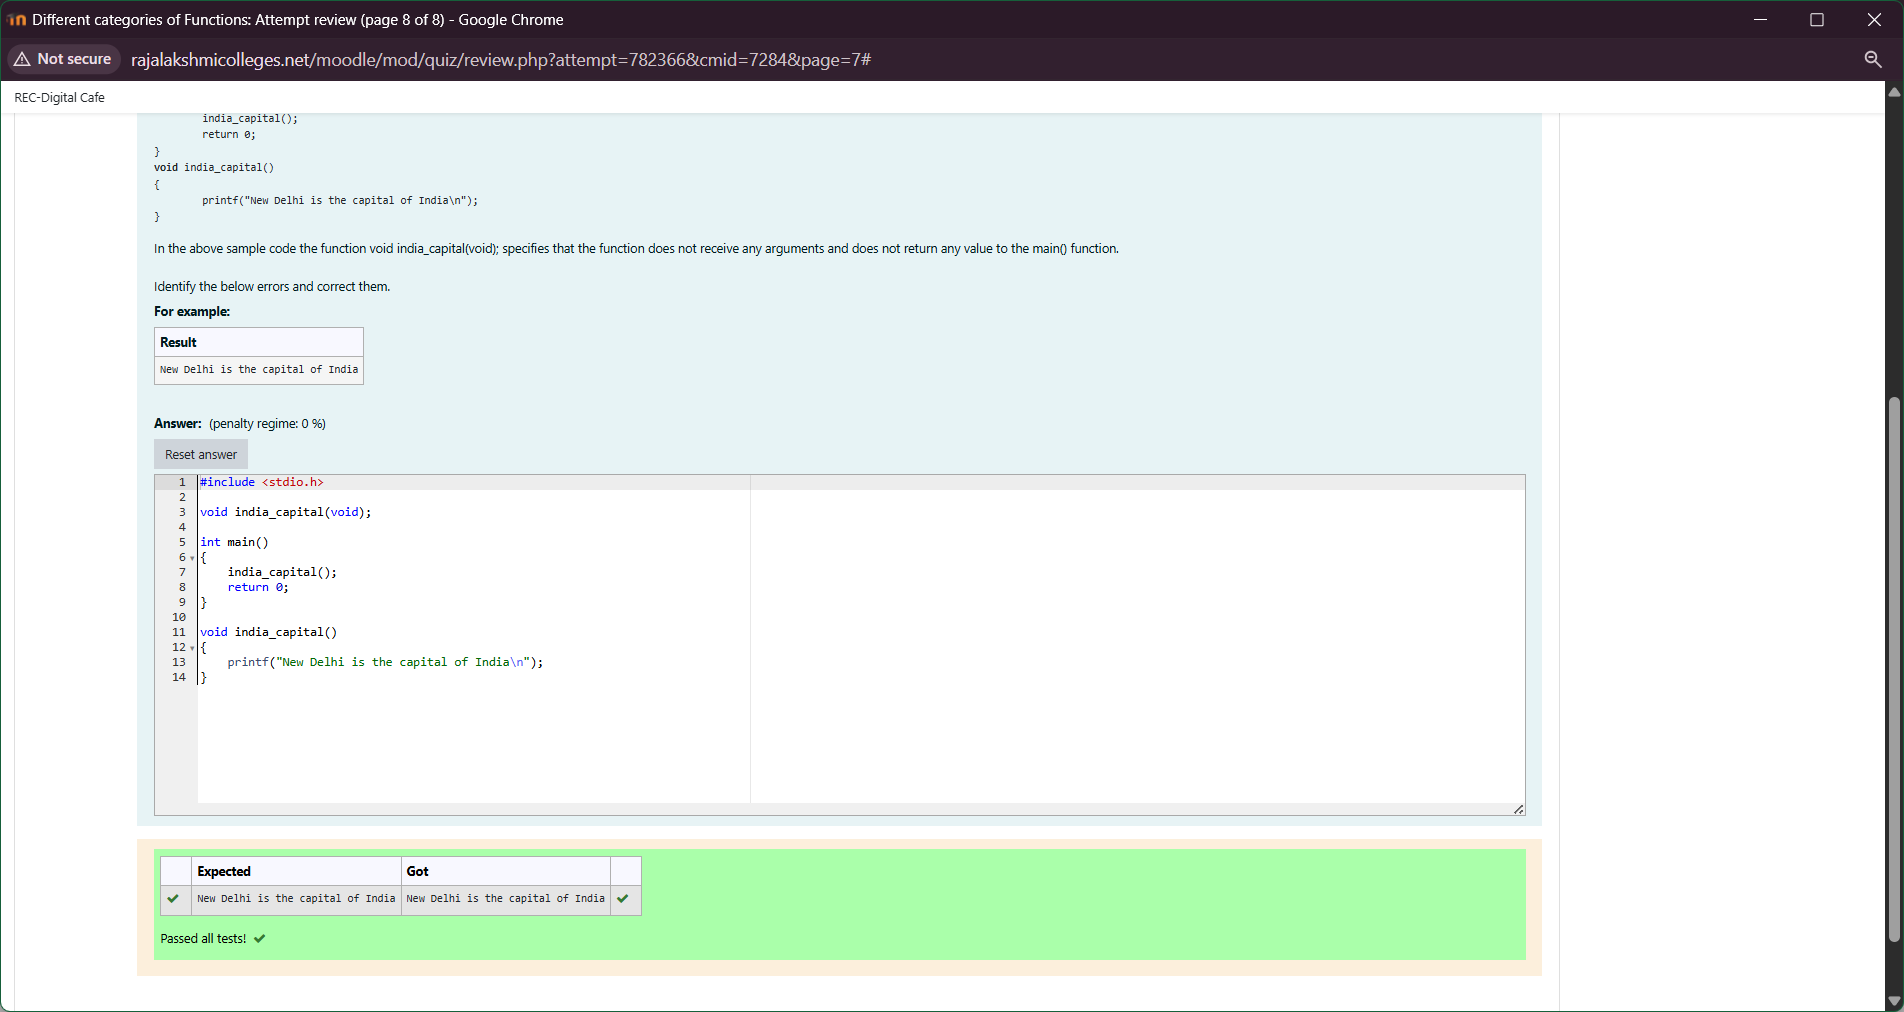 Different categories of Functions: Attempt review (page 8 of 8) - Google Chrome
Not secure
rajalakshmicolleges.net/moodle/mod/quiz/review.php?attempt=782366&cmid=7284&page=7#
REC-Digital Cafe
india_capital();
return 0;
}
void india_capital()
{
printf("New Delhi is the capital of India\n");
}
In the above sample code the function void india_capital(void); specifies that the function does not receive any arguments and does not return any value to the main() function.
Identify the below errors and correct them.
For example:
Result
New Delhi is the capital of India
Answer: (penalty regime: 0 %)
Reset answer
1 #include <stdio.h>
2
3 void india_capital(void);
4
5 int main()
6 {
7 india_capital();
8 return 0;
9 }
10
11 void india_capital()
12 {
13 printf("New Delhi is the capital of India\n");
14 }
Expected Got
New Delhi is the capital of India New Delhi is the capital of India
Passed all tests!